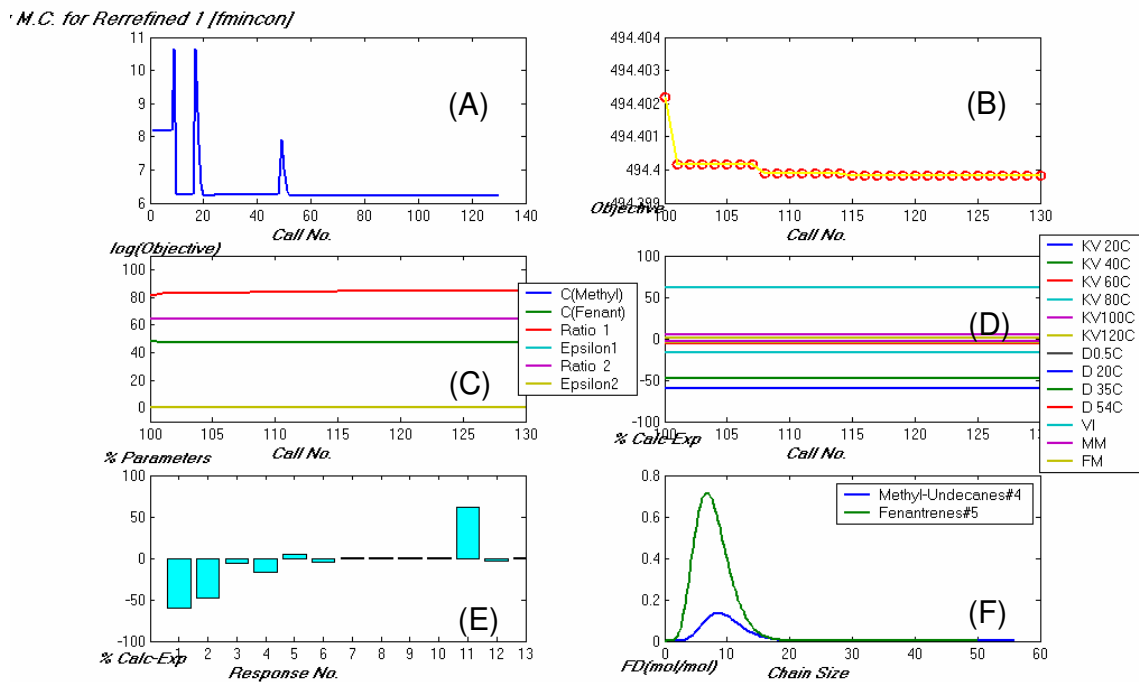 M.C. for Rerrefined 1 [fmincon]
11
10
9
8
7
6
(A)
0 20 40 60 80 100 120 140
Call No.
log(Objective)
494.404
494.402
494.401
494.4
494.399
(B)
Objective
100 105 110 115 120 125 130
Call No.
100
80
60
40
20
0
(C)
C(Methyl)
C(Fenant)
Ratio 1
Epsilon1
Ratio 2
Epsilon2
100 105 110 115 120 125 130
% Parameters
Call No.
100
50
0
-50
-100
(D)
KV 20C
KV 40C
KV 60C
KV 80C
KV100C
KV120C
D0.5C
D 20C
D 35C
D 54C
VI
MM
FM
100 105 110 115 120 125
% Calc-Exp
Call No.
100
50
0
-50
-100
(E)
1 2 3 4 5 6 7 8 9 10 11 12 13
% Calc-Exp
Response No.
0.8
0.6
0.4
0.2
0
Methyl-Undecanes#4
Fenantrenes#5
(F)
0 10 20 30 40 50 60
FD(mol/mol)
Chain Size